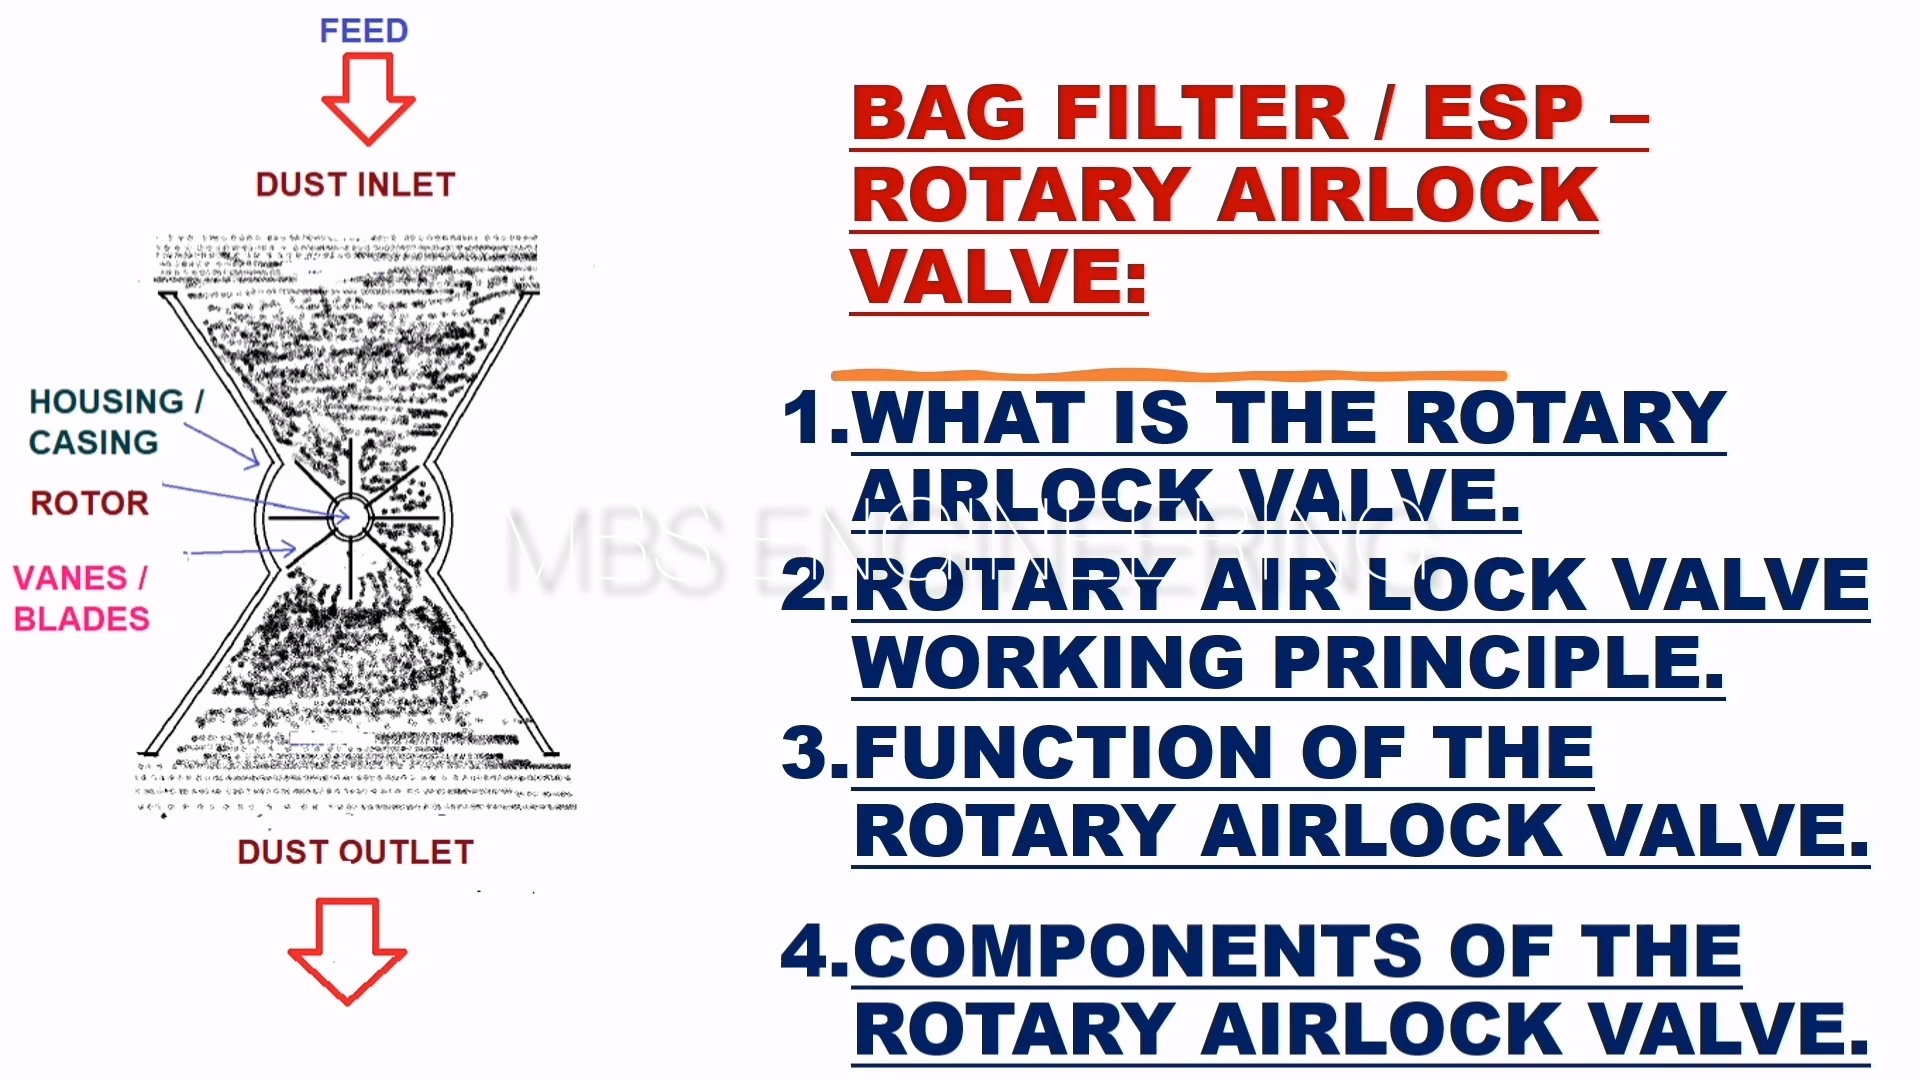 FEED
DUST INLET
HOUSING /
CASING
ROTOR
VANES /
BLADES
DUST OUTLET
BAG FILTER / ESP –
ROTARY AIRLOCK
VALVE:
1.WHAT IS THE ROTARY
AIRLOCK VALVE.
MBS ENGINEERING
2.ROTARY AIR LOCK VALVE
WORKING PRINCIPLE.
3.FUNCTION OF THE
ROTARY AIRLOCK VALVE.
4.COMPONENTS OF THE
ROTARY AIRLOCK VALVE.